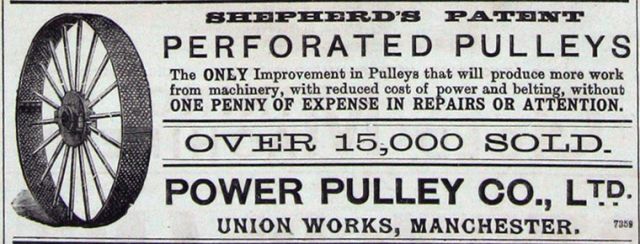 SHEPHERD'S PATENT
PERFORATED PULLEYS
The ONLY Improvement in Pulleys that will produce more work
from machinery, with reduced cost of power and belting, without
ONE PENNY OF EXPENSE IN REPAIRS OR ATTENTION.
OVER 15,000 SOLD.
POWER PULLEY CO., LTD.
UNION WORKS, MANCHESTER.